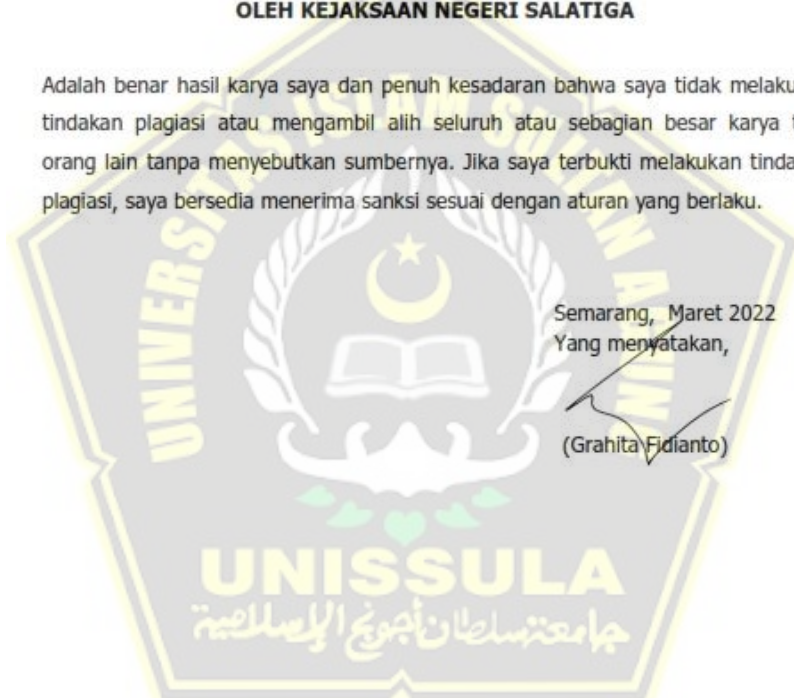 OLEH KEJAKSAAN NEGERI SALATIGA
Adalah benar hasil karya saya dan penuh kesadaran bahwa saya tidak melaku
tindakan plagiasi atau mengambil alih seluruh atau sebagian besar karya t
orang lain tanpa menyebutkan sumbernya. Jika saya terbukti melakukan tinda
plagiasi, saya bersedia menerima sanksi sesuai dengan aturan yang berlaku.
UNIVERSITAS ISLAM SULTAN AGUNG
Semarang, Maret 2022
Yang menyatakan,
(Grahita Fidianto)
UNISSULA
جامعة سلطان أجونج الإسلامية